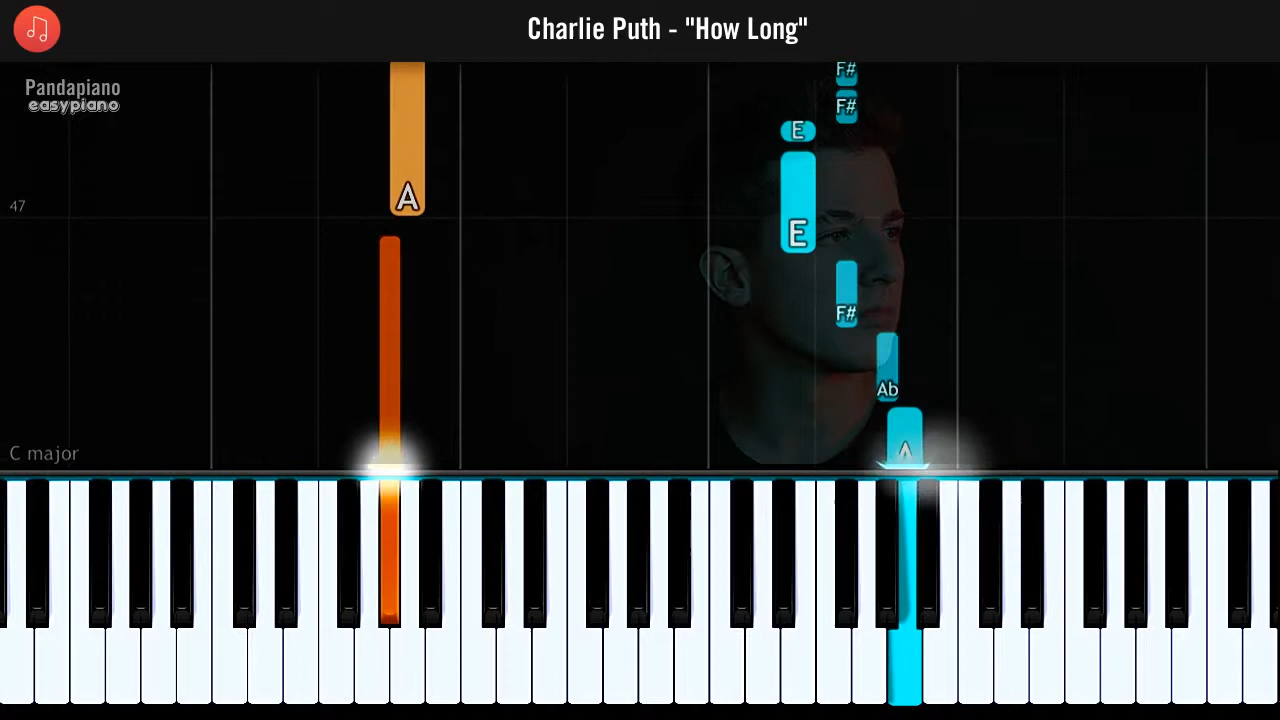 Charlie Puth - "How Long"
Pandapiano
easypiano
F#
F#
E
A
47
E
F#
Ab
A
C major